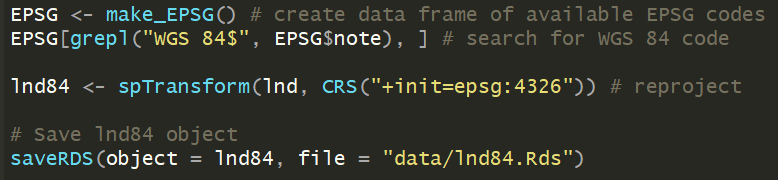 EPSG <- make_EPSG() # create data frame of available EPSG codes
EPSG[grepl("WGS 84$", EPSG$note), ] # search for WGS 84 code
lnd84 <- spTransform(lnd, CRS("+init=epsg:4326")) # reproject
# Save lnd84 object
saveRDS(object = lnd84, file = "data/lnd84.Rds")